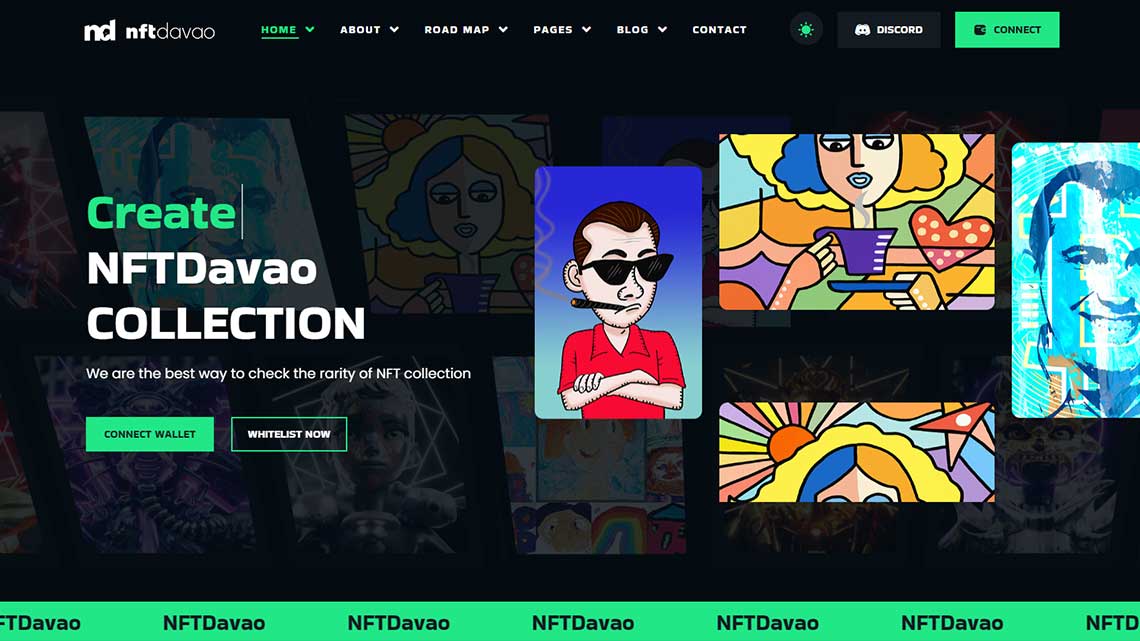 nd nftdavao HOME ABOUT ROAD MAP PAGES BLOG CONTACT DISCORD CONNECT
Create
NFTDavao
COLLECTION
We are the best way to check the rarity of NFT collection
CONNECT WALLET WHITELIST NOW
FTDavao NFTDavao NFTDavao NFTDavao NFTDavao NFTDavao NFTD